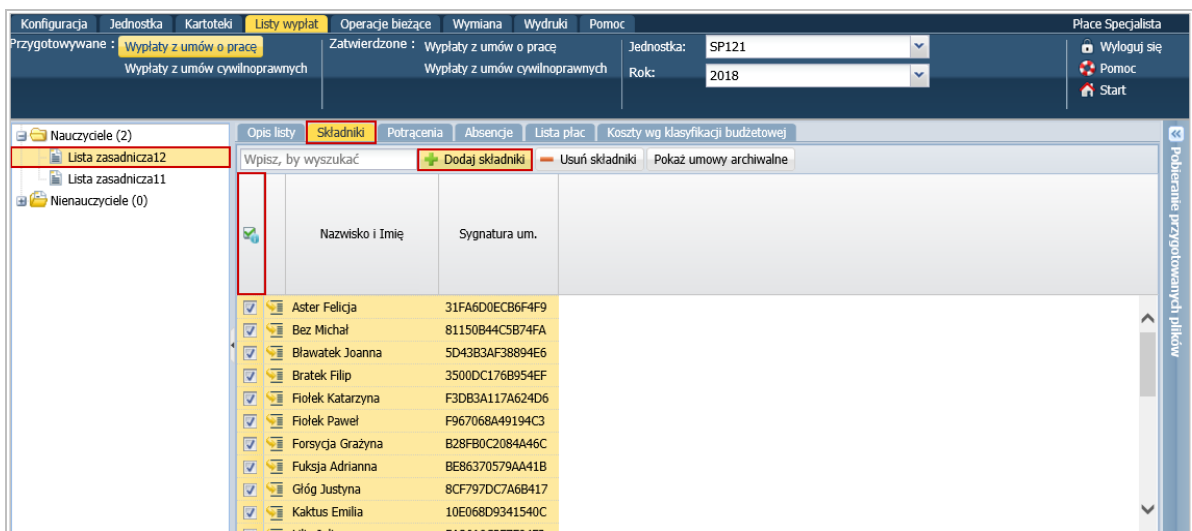 Konfiguracja Jednostka Kartoteki Listy wypłat Operacje bieżące Wymiana Wydruki Pomoc Płace Specjalista
Przygotowywane : Wypłaty z umów o pracę Zatwierdzone : Wypłaty z umów o pracę Jednostka: SP121 Wyloguj się
Wypłaty z umów cywilnoprawnych Wypłaty z umów cywilnoprawnych Rok: 2018 Pomoc
Start
Nauczyciele (2)
Lista zasadnicza12
Lista zasadnicza11
Nienauczyciele (0)
Opis listy Składniki Potrącenia Absencje Lista płac Koszty wg klasyfikacji budżetowej
Wpisz, by wyszukać Dodaj składniki Usuń składniki Pokaż umowy archiwalne
Nazwisko i Imię Sygnatura um.
Aster Felicja 31FA6D0ECB6F4F9
Bez Michał 81150B44C5B74FA
Bławatek Joanna 5D43B3AF38894E6
Bratek Filip 3500DC176B954EF
Fiołek Katarzyna F3DB3A117A624D6
Fiołek Paweł F967068A49194C3
Forsycja Grażyna B28FB0C2084A46C
Fuksja Adrianna BE86370579AA41B
Głóg Justyna 8CF797DC7A6B417
Kaktus Emilia 10E068D9341540C
Pobieranie przygotowanych plików